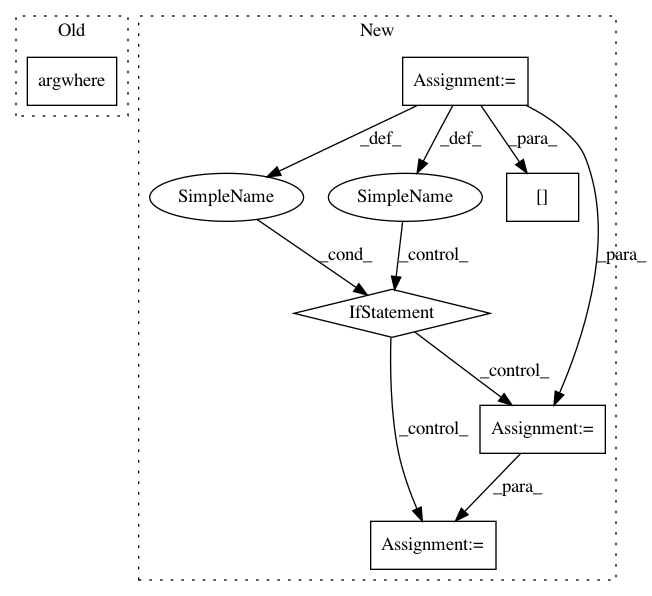 Old
New
argwhere
Assignment:=
_def_
_def_
_para_
SimpleName
SimpleName
[]
_cond_
_control_
_para_
IfStatement
_control_
_control_
Assignment:=
_para_
Assignment:=